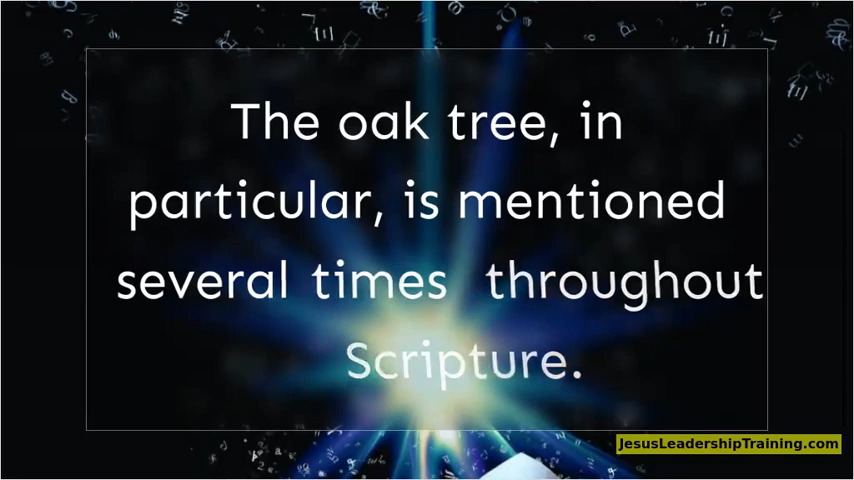 The oak tree, in
particular, is mentioned
several times throughout
Scripture.
JesusLeadershipTraining.com